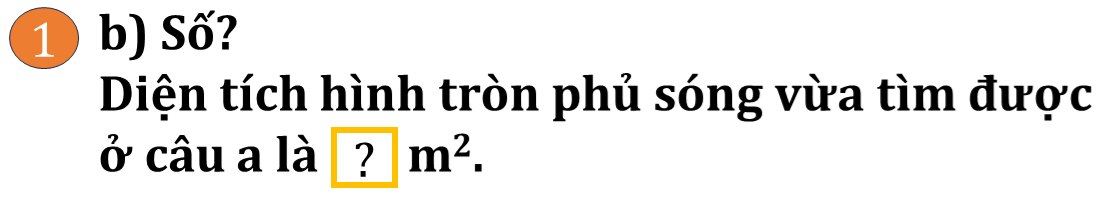 1 b) Số?
Diện tích hình tròn phủ sóng vừa tìm được
ở câu a là ? m².